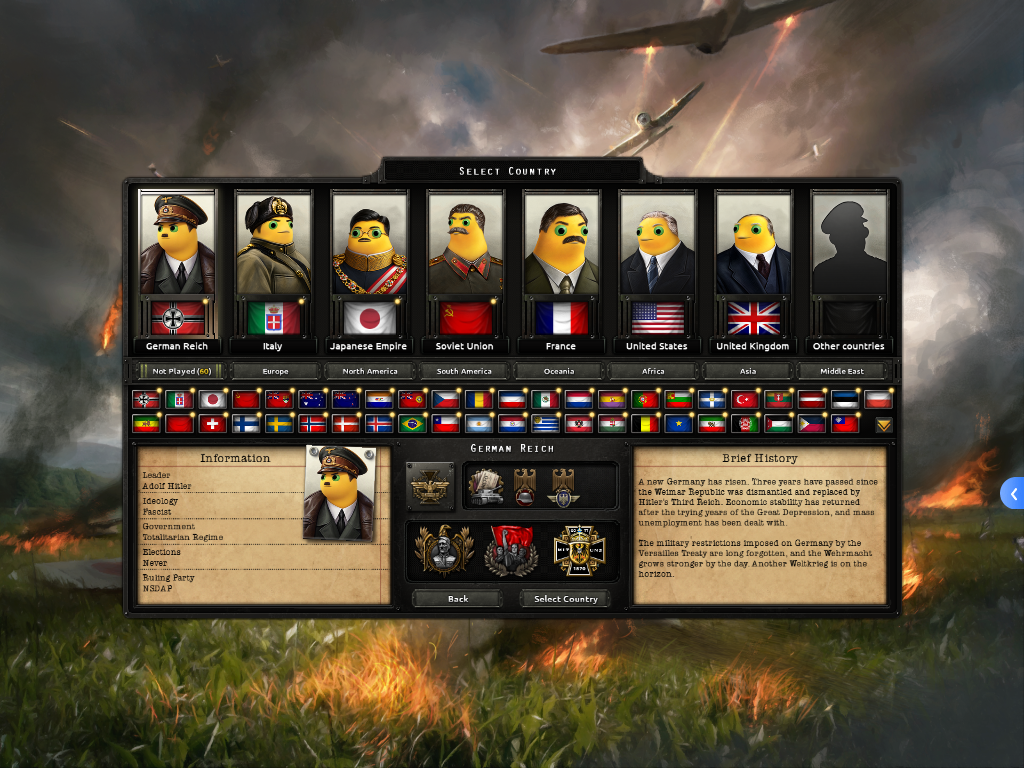 SELECT COUNTRY
German Reich
Italy
Japanese Empire
Soviet Union
France
United States
United Kingdom
Other countries
Not Played (60)
Europe
North America
South America
Oceania
Africa
Asia
Middle East
Information
Leader
Adolf Hitler
Ideology
Fascist
Government
Totalitarian Regime
Elections
Never
Ruling Party
NSDAP
GERMAN REICH
1870
Back
Select Country
Brief History
A new Germany has risen. Three years have passed since
the Weimar Republic was dismantled and replaced by
Hitler's Third Reich. Economic stability has returned
after the trying years of the Great Depression, and mass
unemployment has been dealt with.
The military restrictions imposed on Germany by the
Versailles Treaty are long forgotten, and the Wehrmacht
grows stronger by the day. Another Weltkrieg is on the
horizon.